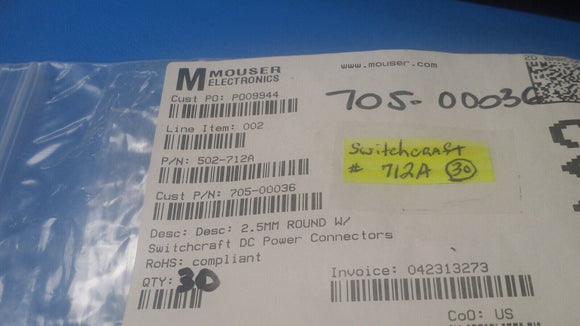 MOUSER
ELECTRONICS
www.mouser.com
Cust PO: P009944
705-00036
Line Item: 002
P/N: 502-712A
Switchcraft
# 712A 30
Cust P/N: 705-00036
Desc: Desc: 2.5MM ROUND W/
Switchcraft DC Power Connectors
RoHS: compliant
QTY: 30
Invoice: 042313273
CoO: US